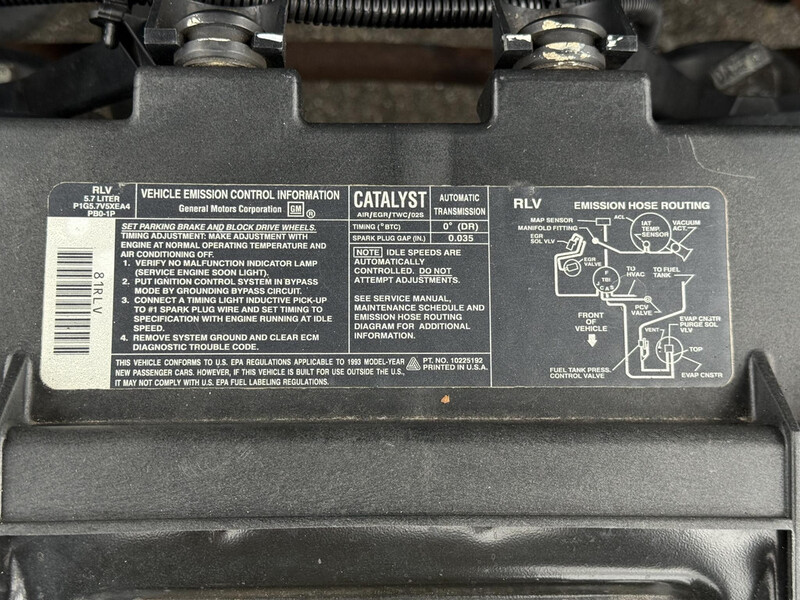 RLV
5.7 LITER
P1G5.7V5XEA4
PB0-1P
81RLV
VEHICLE EMISSION CONTROL INFORMATION
General Motors Corporation GM ®
SET PARKING BRAKE AND BLOCK DRIVE WHEELS.
TIMING ADJUSTMENT: MAKE ADJUSTMENT WITH
ENGINE AT NORMAL OPERATING TEMPERATURE AND
AIR CONDITIONING OFF.
1. VERIFY NO MALFUNCTION INDICATOR LAMP
(SERVICE ENGINE SOON LIGHT).
2. PUT IGNITION CONTROL SYSTEM IN BYPASS
MODE BY GROUNDING BYPASS CIRCUIT.
3. CONNECT A TIMING LIGHT INDUCTIVE PICK-UP
TO #1 SPARK PLUG WIRE AND SET TIMING TO
SPECIFICATION WITH ENGINE RUNNING AT IDLE
SPEED.
4. REMOVE SYSTEM GROUND AND CLEAR ECM
DIAGNOSTIC TROUBLE CODE.
CATALYST
AIR/EGR/TWC/02S
AUTOMATIC
TRANSMISSION
TIMING (°BTC) 0° (DR)
SPARK PLUG GAP (IN.) 0.035
NOTE IDLE SPEEDS ARE
AUTOMATICALLY
CONTROLLED. DO NOT
ATTEMPT ADJUSTMENTS.
SEE SERVICE MANUAL,
MAINTENANCE SCHEDULE AND
EMISSION HOSE ROUTING
DIAGRAM FOR ADDITIONAL
INFORMATION.
THIS VEHICLE CONFORMS TO U.S. EPA REGULATIONS APPLICABLE TO 1993 MODEL-YEAR
NEW PASSENGER CARS. HOWEVER, IF THIS VEHICLE IS BUILT FOR USE OUTSIDE THE U.S.,
IT MAY NOT COMPLY WITH U.S. EPA FUEL LABELING REGULATIONS.
PT. NO. 10225192
PRINTED IN U.S.A.
RLV EMISSION HOSE ROUTING
MAP SENSOR
MANIFOLD FITTING
EGR
SOL VLV
EGR
VALVE
ACL
IAT
TEMP.
SENSOR
VACUUM
ACT.
TBI
J C A B
TO
HVAC
TO FUEL
TANK
PCV
VALVE
FRONT
OF
VEHICLE
VENT
EVAP CNSTR
PURGE SOL
VLV
TOP
FUEL TANK PRESS.
CONTROL VALVE
EVAP CNSTR